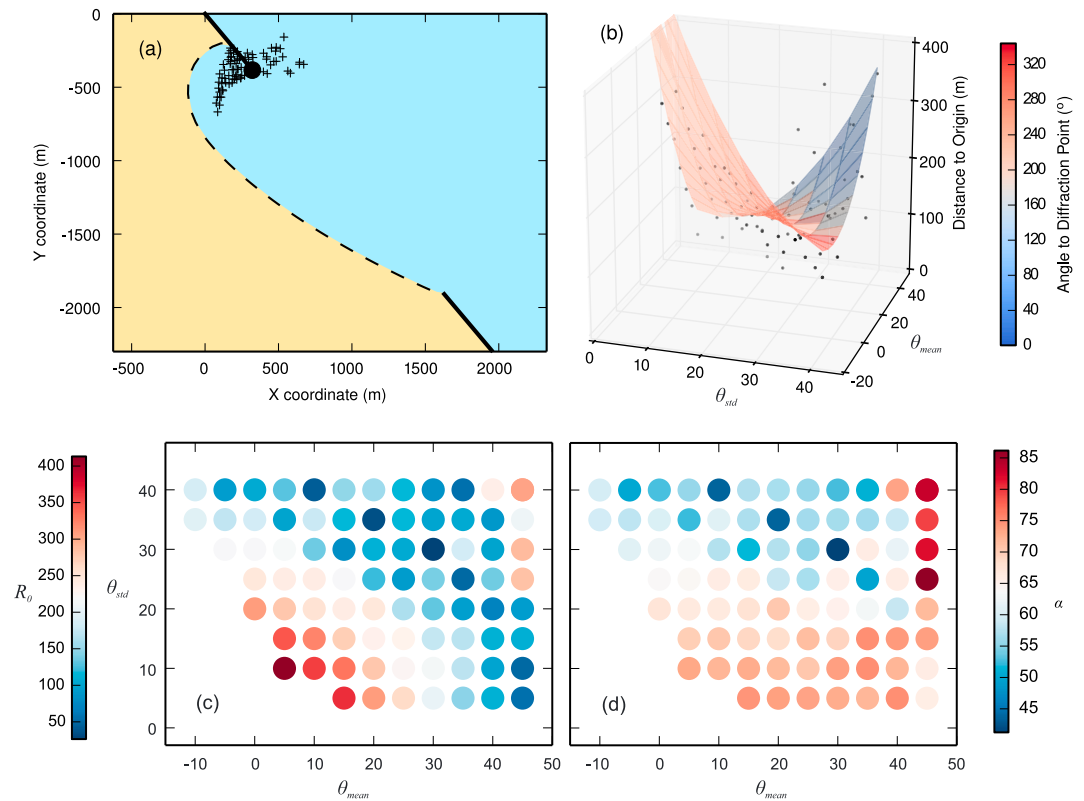 (a)
0
-500
-1000
-1500
-2000
Y coordinate (m)
-500 0 500 1000 1500 2000
X coordinate (m)
(b)
400
300
200
100
0
Distance to Origin (m)
0 10 20 30 40
θstd
-20 0 20 40
θmean
320
280
240
200
160
120
80
40
0
Angle to Diffraction Point (°)
400
350
300
250
200
150
100
50
R0
(c)
40
30
20
10
0
θstd
-10 0 10 20 30 40 50
θmean
(d)
-10 0 10 20 30 40 50
θmean
85
80
75
70
65
60
55
50
45
α